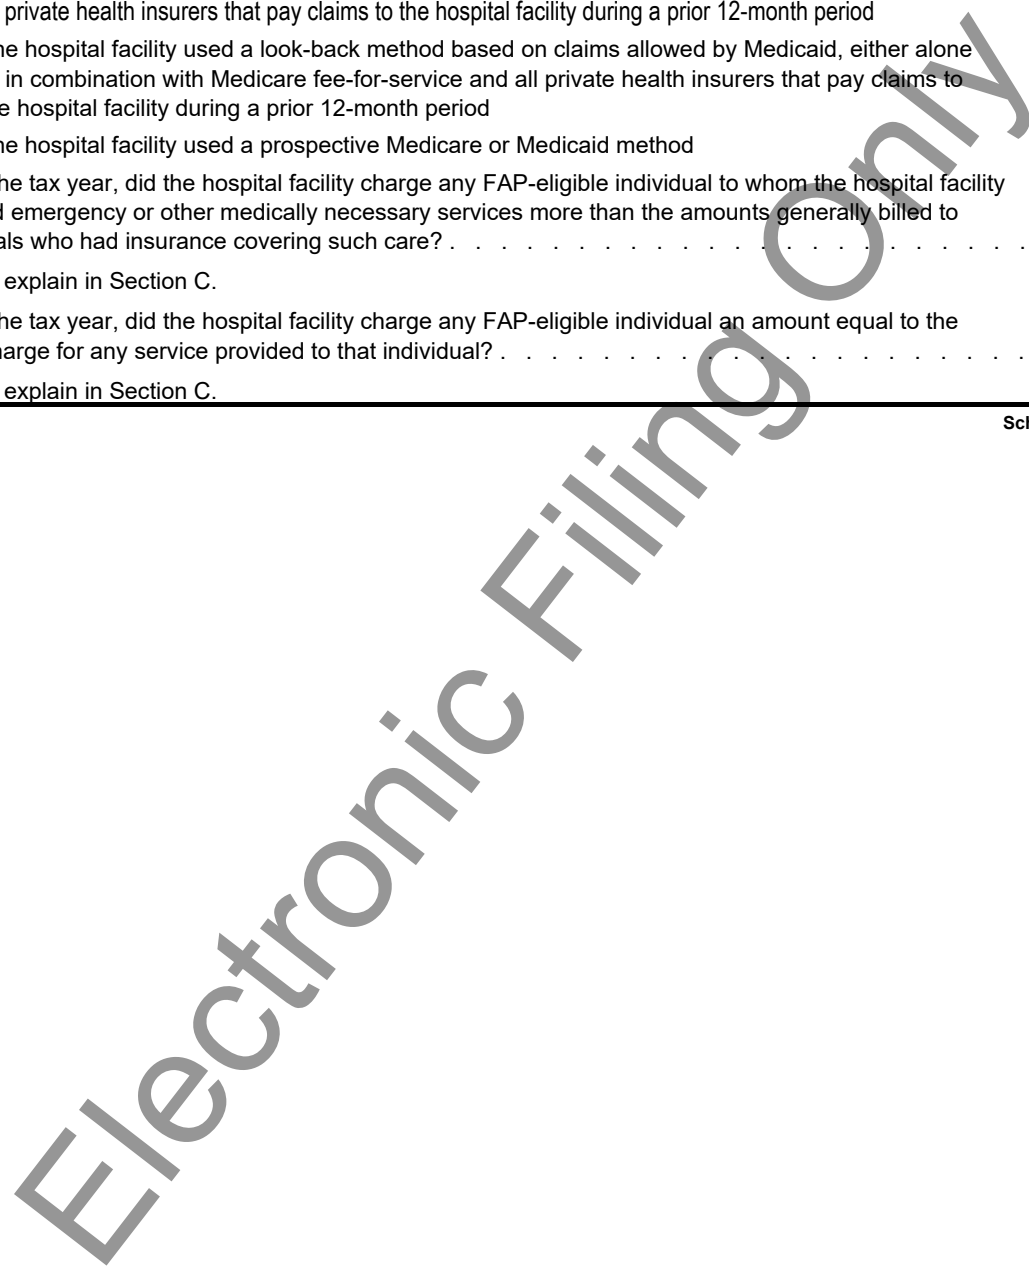 private health insurers that pay claims to the hospital facility during a prior 12-month period
he hospital facility used a look-back method based on claims allowed by Medicaid, either alone
in combination with Medicare fee-for-service and all private health insurers that pay claims to
e hospital facility during a prior 12-month period
he hospital facility used a prospective Medicare or Medicaid method
he tax year, did the hospital facility charge any FAP-eligible individual to whom the hospital facility
d emergency or other medically necessary services more than the amounts generally billed to
als who had insurance covering such care? . . . . . . . . . . . . . . . . . . . . . . .
explain in Section C.
he tax year, did the hospital facility charge any FAP-eligible individual an amount equal to the
harge for any service provided to that individual? . . . . . . . . . . . . . . . . . . . . .
explain in Section C.
Sch
Electronic Filing Only